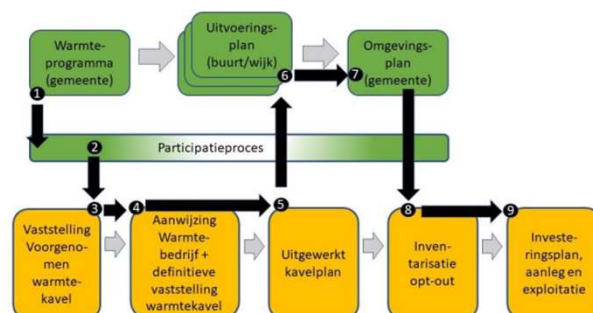 Warmte-
programma
(gemeente)
1
Uitvoerings-
plan
(buurt/wijk)
6
Omgevings-
plan
(gemeente)
7
2
Participatieproces
3
Vaststelling
Voorgeno-
men
warmte-
kavel
4
Aanwijzing
Warmte-
bedrijf +
definitieve
vaststelling
warmtekavel
5
Uitgewerkt
kavelplan
8
Inven-
tarisatie
opt-out
9
Investe-
ringsplan,
aanleg en
exploitatie